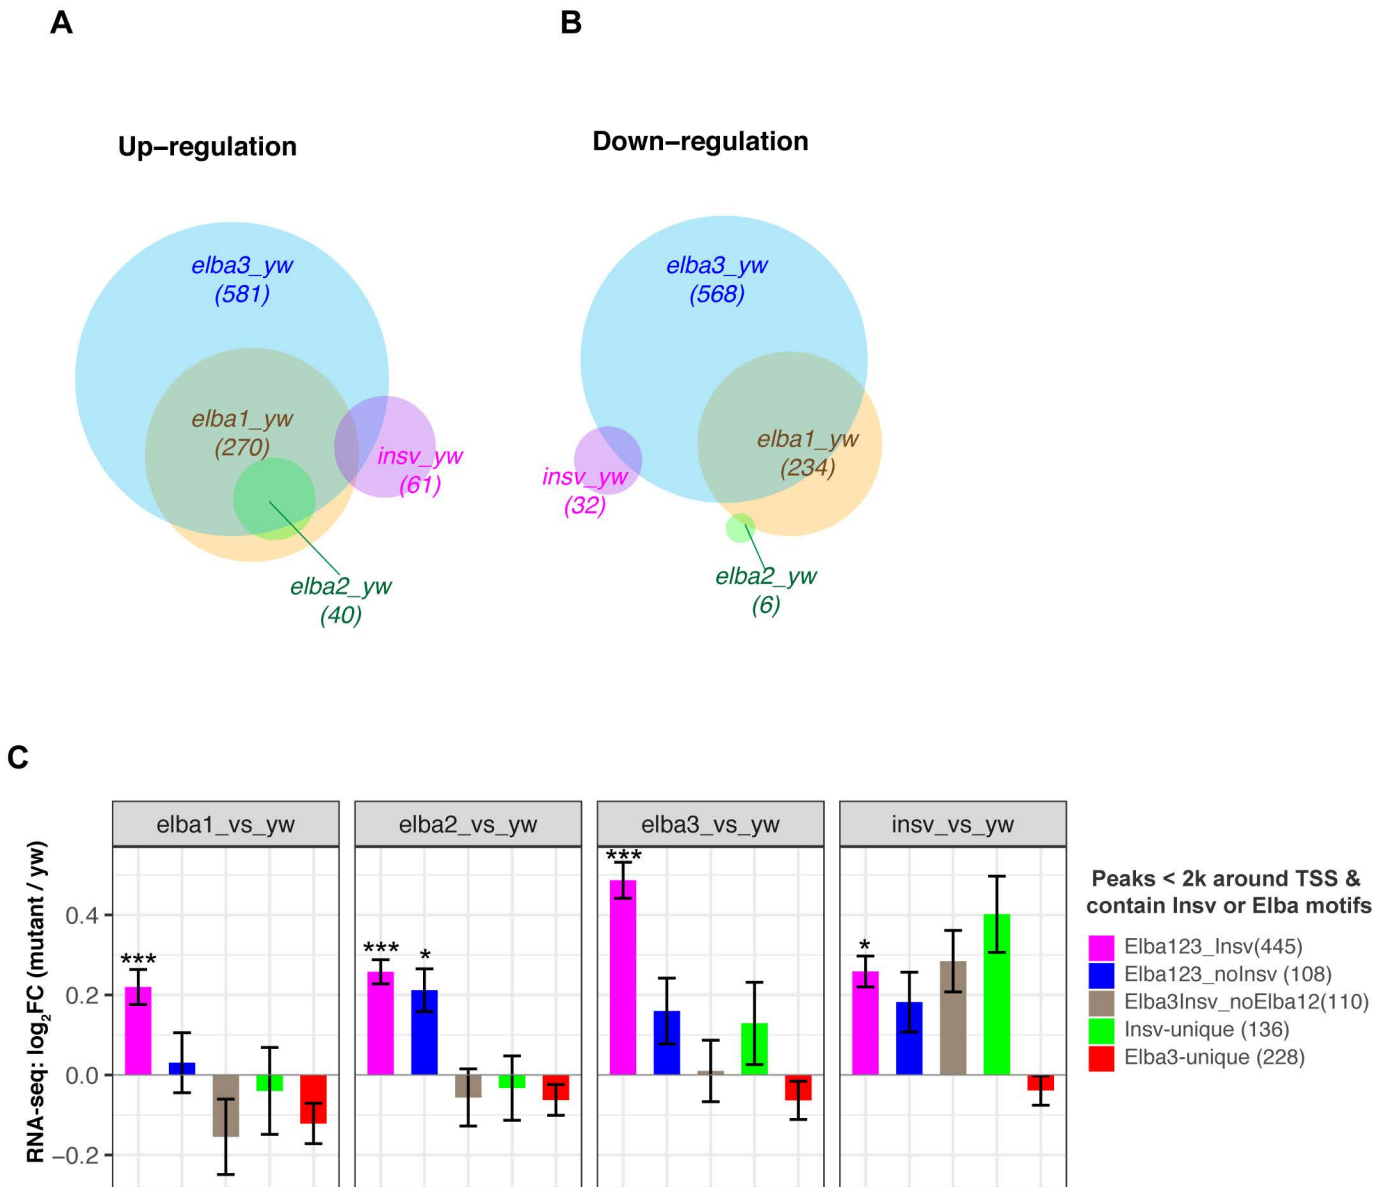 A
B
Up−regulation
Down−regulation
elba3_yw
(581)
elba1_yw
(270)
insv_yw
(61)
elba2_yw
(40)
elba3_yw
(568)
elba1_yw
(234)
insv_yw
(32)
elba2_yw
(6)
C
elba1_vs_yw
elba2_vs_yw
elba3_vs_yw
insv_vs_yw
RNA-seq: log2FC (mutant / yw)
0.4
0.2
0.0
−0.2
***
***
*
***
*
Peaks < 2k around TSS &
contain Insv or Elba motifs
Elba123_Insv(445)
Elba123_noInsv (108)
Elba3Insv_noElba12(110)
Insv-unique (136)
Elba3-unique (228)